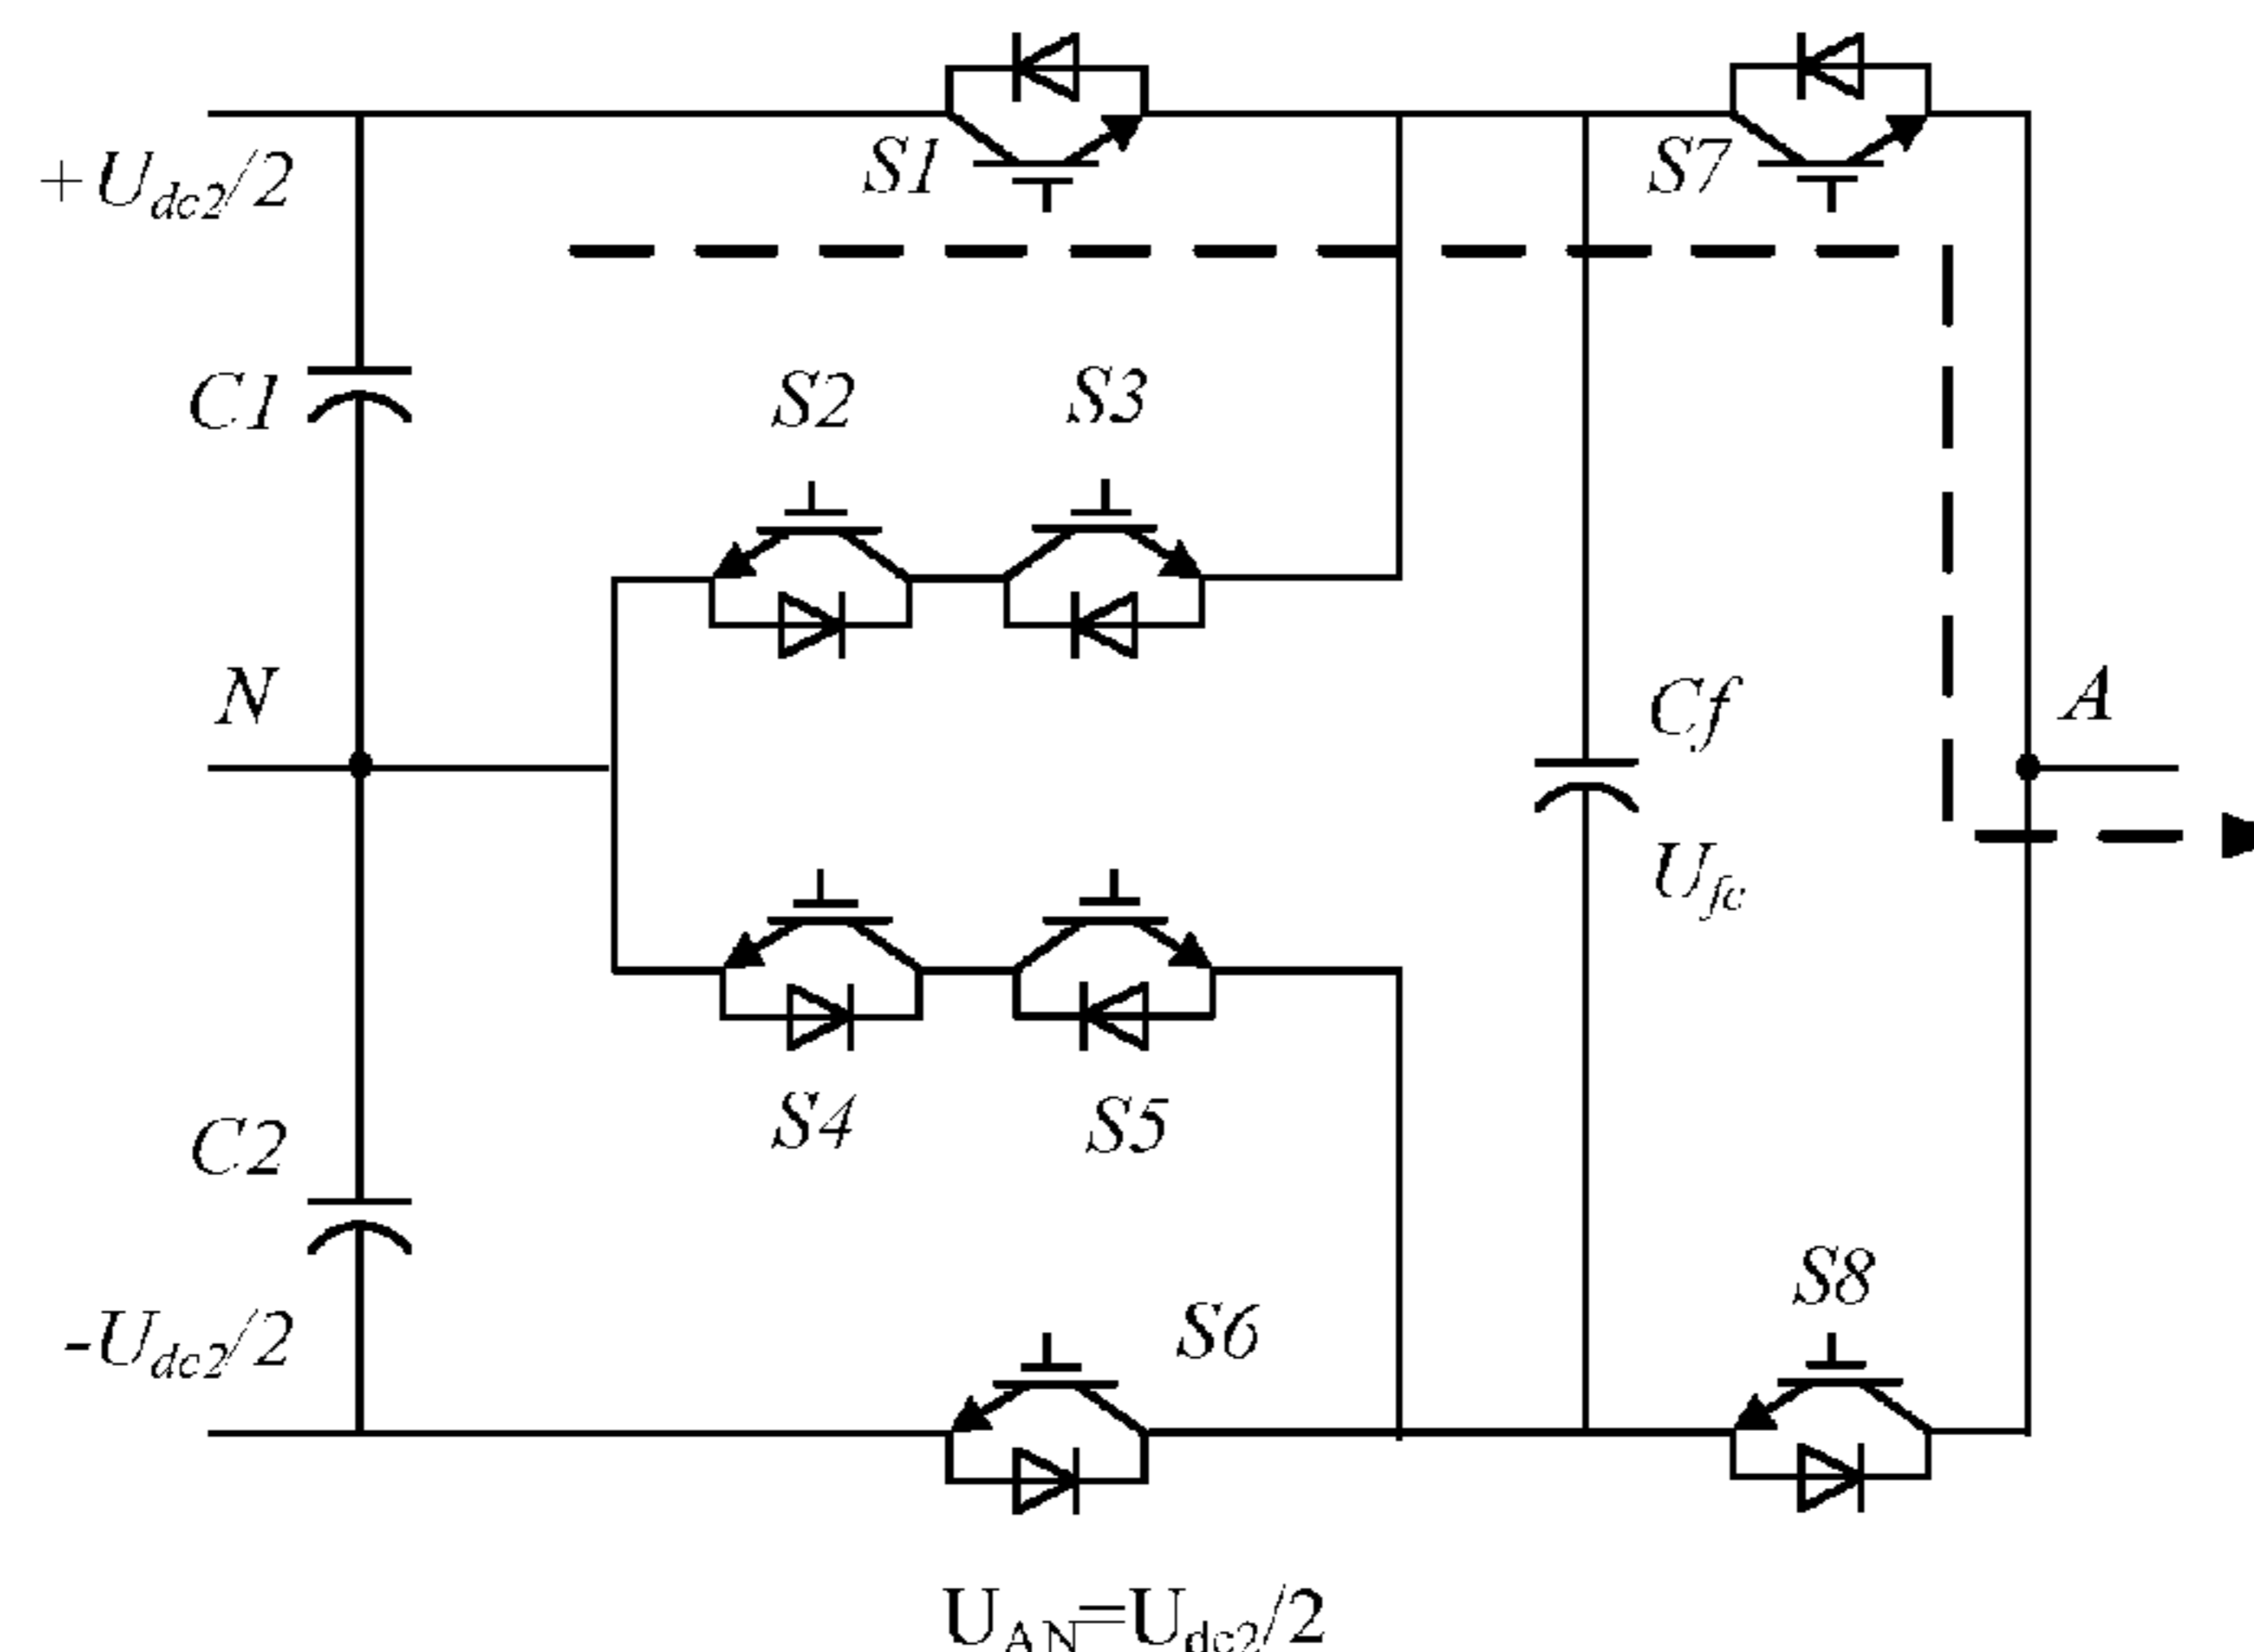 S1
S7
+Udc2/2
C1
S2
S3
N
Cf
A
Ufc
C2
S4
S5
S8
-Udc2/2
S6
UAN=Udc2/2